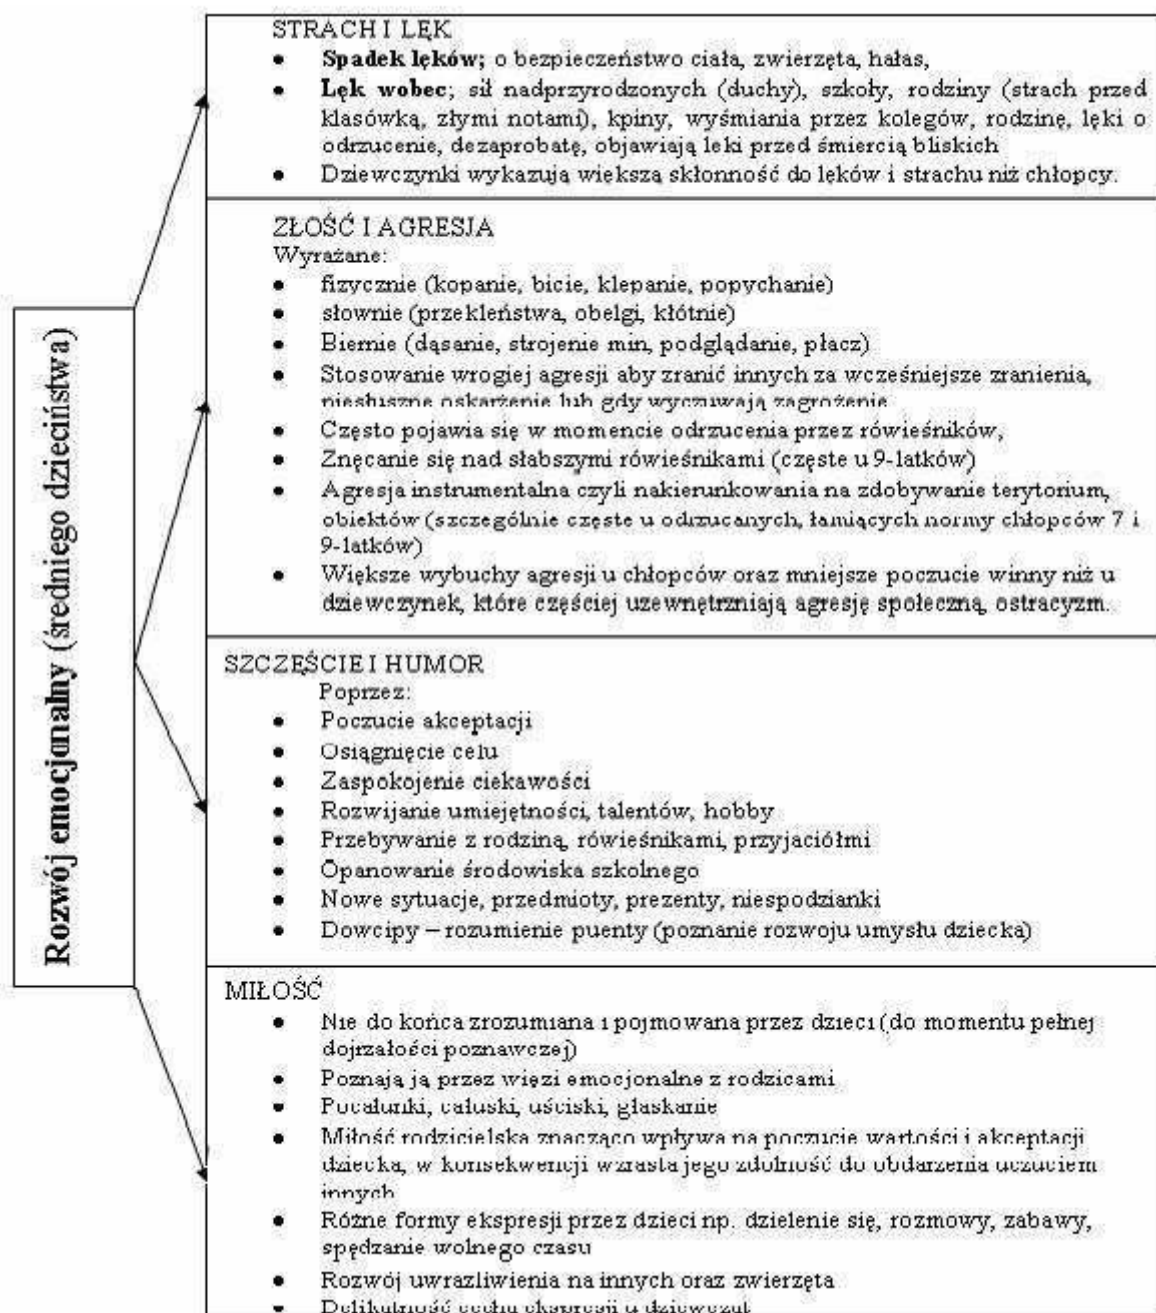 Rozwój emocjonalny (średniego dzieciństwa)
STRACH I LĘK
• Spadek lęków; o bezpieczeństwo ciała, zwierzęta, hałas,
• Lęk wobec; sił nadprzyrodzonych (duchy), szkoły, rodziny (strach przed
klasówką, złymi notami), kpiny, wyśmiania przez kolegów, rodzinę, lęki o
odrzucenie, dezaprobatę, objawiają leki przed śmiercią bliskich
• Dziewczynki wykazują większą skłonność do lęków i strachu niż chłopcy.
ZŁOŚĆ I AGRESJA
Wyrażane:
• fizycznie (kopanie, bicie, klepanie, popychanie)
• słownie (przekleństwa, obelgi, kłótnie)
• Biernie (dąsanie, strojenie min, podglądanie, płacz)
• Stosowanie wrogiej agresji aby zranić innych za wcześniejsze zranienia,
niesłuszne oskarżenie lub gdy wyczuwają zagrożenie
• Często pojawia się w momencie odrzucenia przez rówieśników,
• Znęcanie się nad słabszymi rówieśnikami (częste u 9-latków)
• Agresja instrumentalna czyli nakierunkowania na zdobywanie terytorium,
obiektów (szczególnie częste u odrzucanych, łamiących normy chłopców 7 i
9-latków)
• Większe wybuchy agresji u chłopców oraz mniejsze poczucie winny niż u
dziewczynek, które częściej uzewnętrzniają agresję społeczną, ostracyzm.
SZCZĘŚCIE I HUMOR
Poprzez:
• Poczucie akceptacji
• Osiągnięcie celu
• Zaspokojenie ciekawości
• Rozwijanie umiejętności, talentów, hobby
• Przebywanie z rodziną, rówieśnikami, przyjaciółmi
• Opanowanie środowiska szkolnego
• Nowe sytuacje, przedmioty, prezenty, niespodzianki
• Dowcipy – rozumienie puenty (poznanie rozwoju umysłu dziecka)
MIŁOŚĆ
• Nie do końca zrozumiana i pojmowana przez dzieci (do momentu pełnej
dojrzałości poznawczej)
• Poznają ją przez więzi emocjonalne z rodzicami
• Pocałunki, całuski, uściski, głaskanie
• Miłość rodzicielska znacząco wpływa na poczucie wartości i akceptacji
dziecka, w konsekwencji wzrasta jego zdolność do obdarzenia uczuciem
innych
• Różne formy ekspresji przez dzieci np. dzielenie się, rozmowy, zabawy,
spędzanie wolnego czasu
• Rozwój uwrazliwienia na innych oraz zwierzęta
• Delikatność cechą ekspresji u dziewcząt